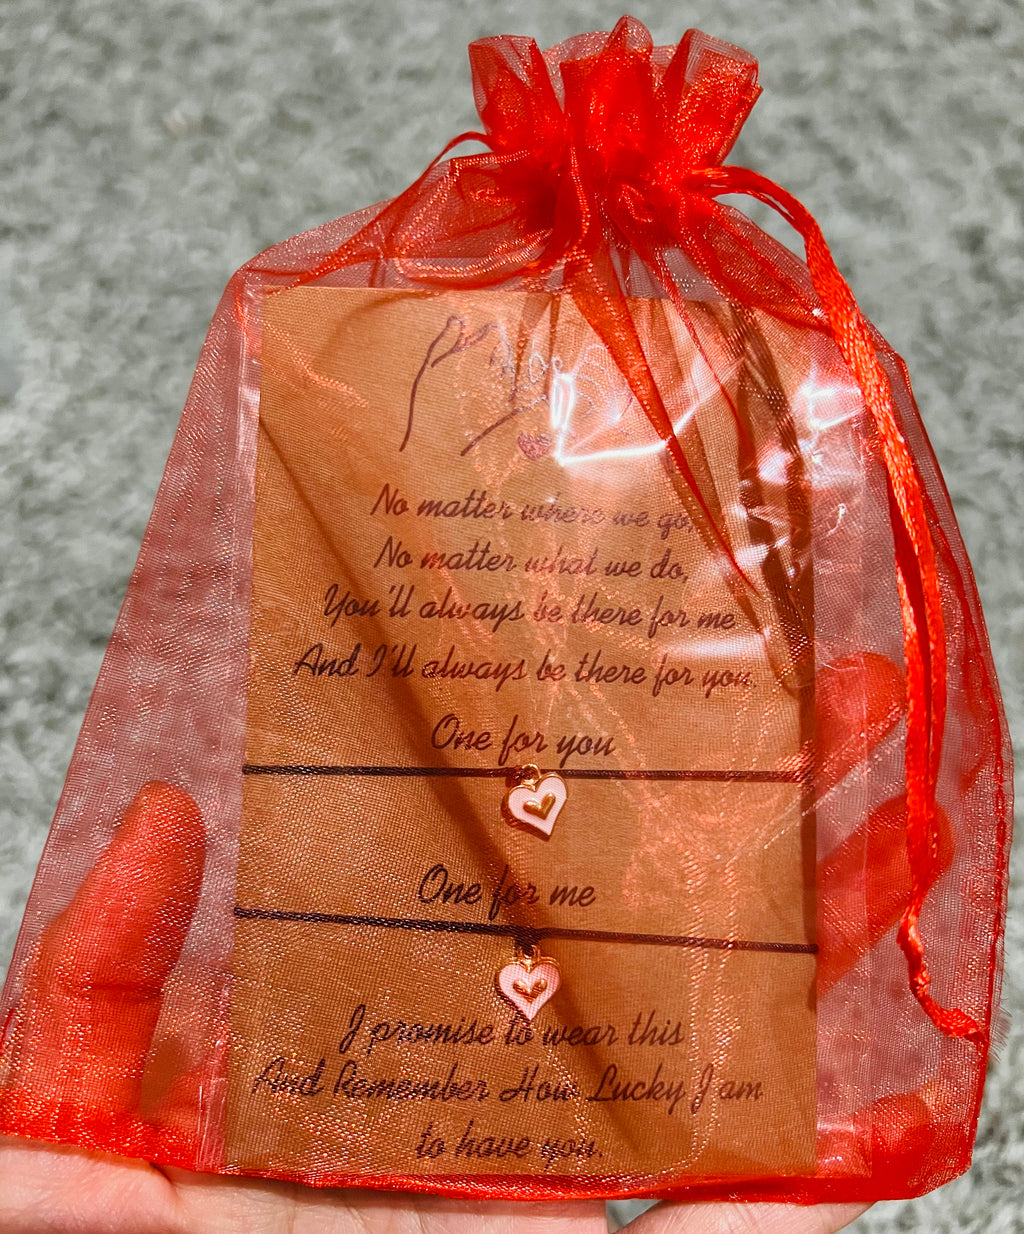 No matter where we go,
No matter what we do,
You'll always be there for me
And I'll always be there for you.
One for you
One for me
I promise to wear this
And Remember How Lucky I am
to have you.